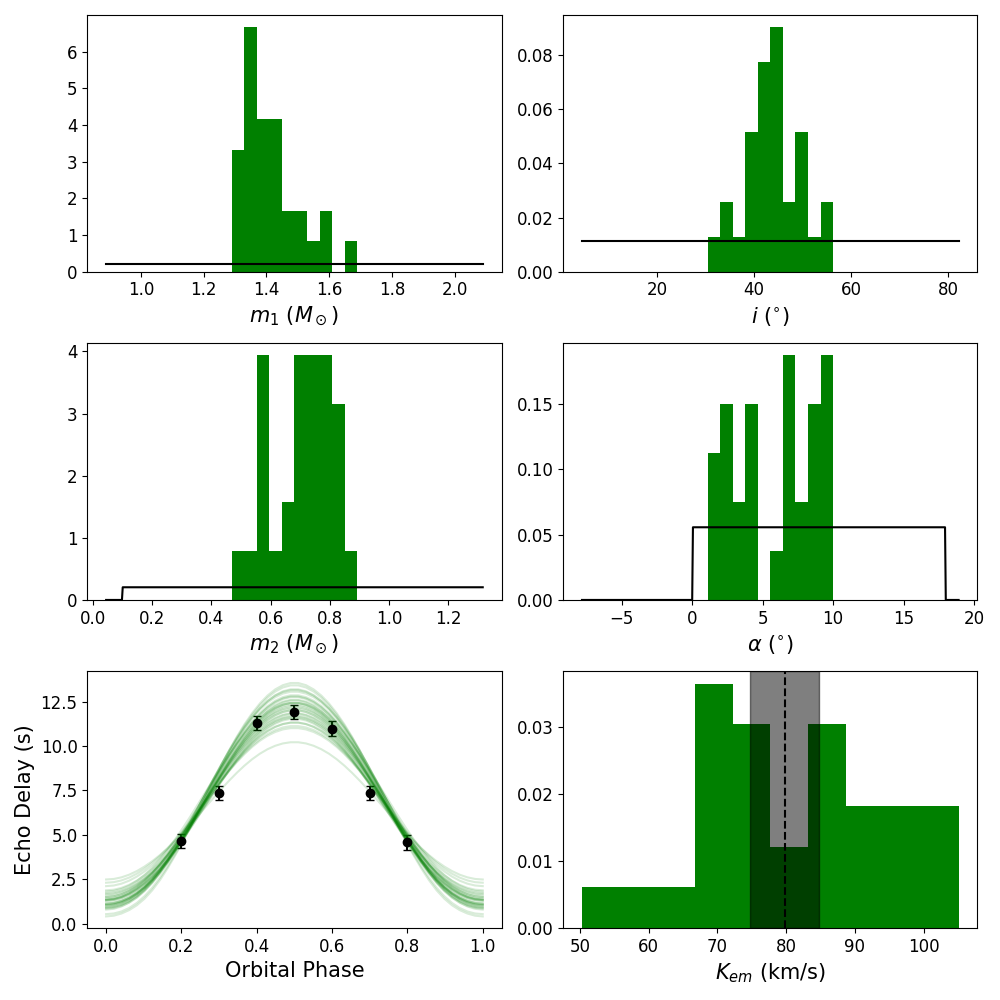 6
5
4
3
2
1
0
1.0 1.2 1.4 1.6 1.8 2.0
m_1 (M_⊙)
0.08
0.06
0.04
0.02
0.00
20 40 60 80
i (°)
4
3
2
1
0
0.0 0.2 0.4 0.6 0.8 1.0 1.2
m_2 (M_⊙)
0.15
0.10
0.05
0.00
−5 0 5 10 15 20
α (°)
Echo Delay (s)
12.5
10.0
7.5
5.0
2.5
0.0
0.0 0.2 0.4 0.6 0.8 1.0
Orbital Phase
0.03
0.02
0.01
0.00
50 60 70 80 90 100
K_em (km/s)